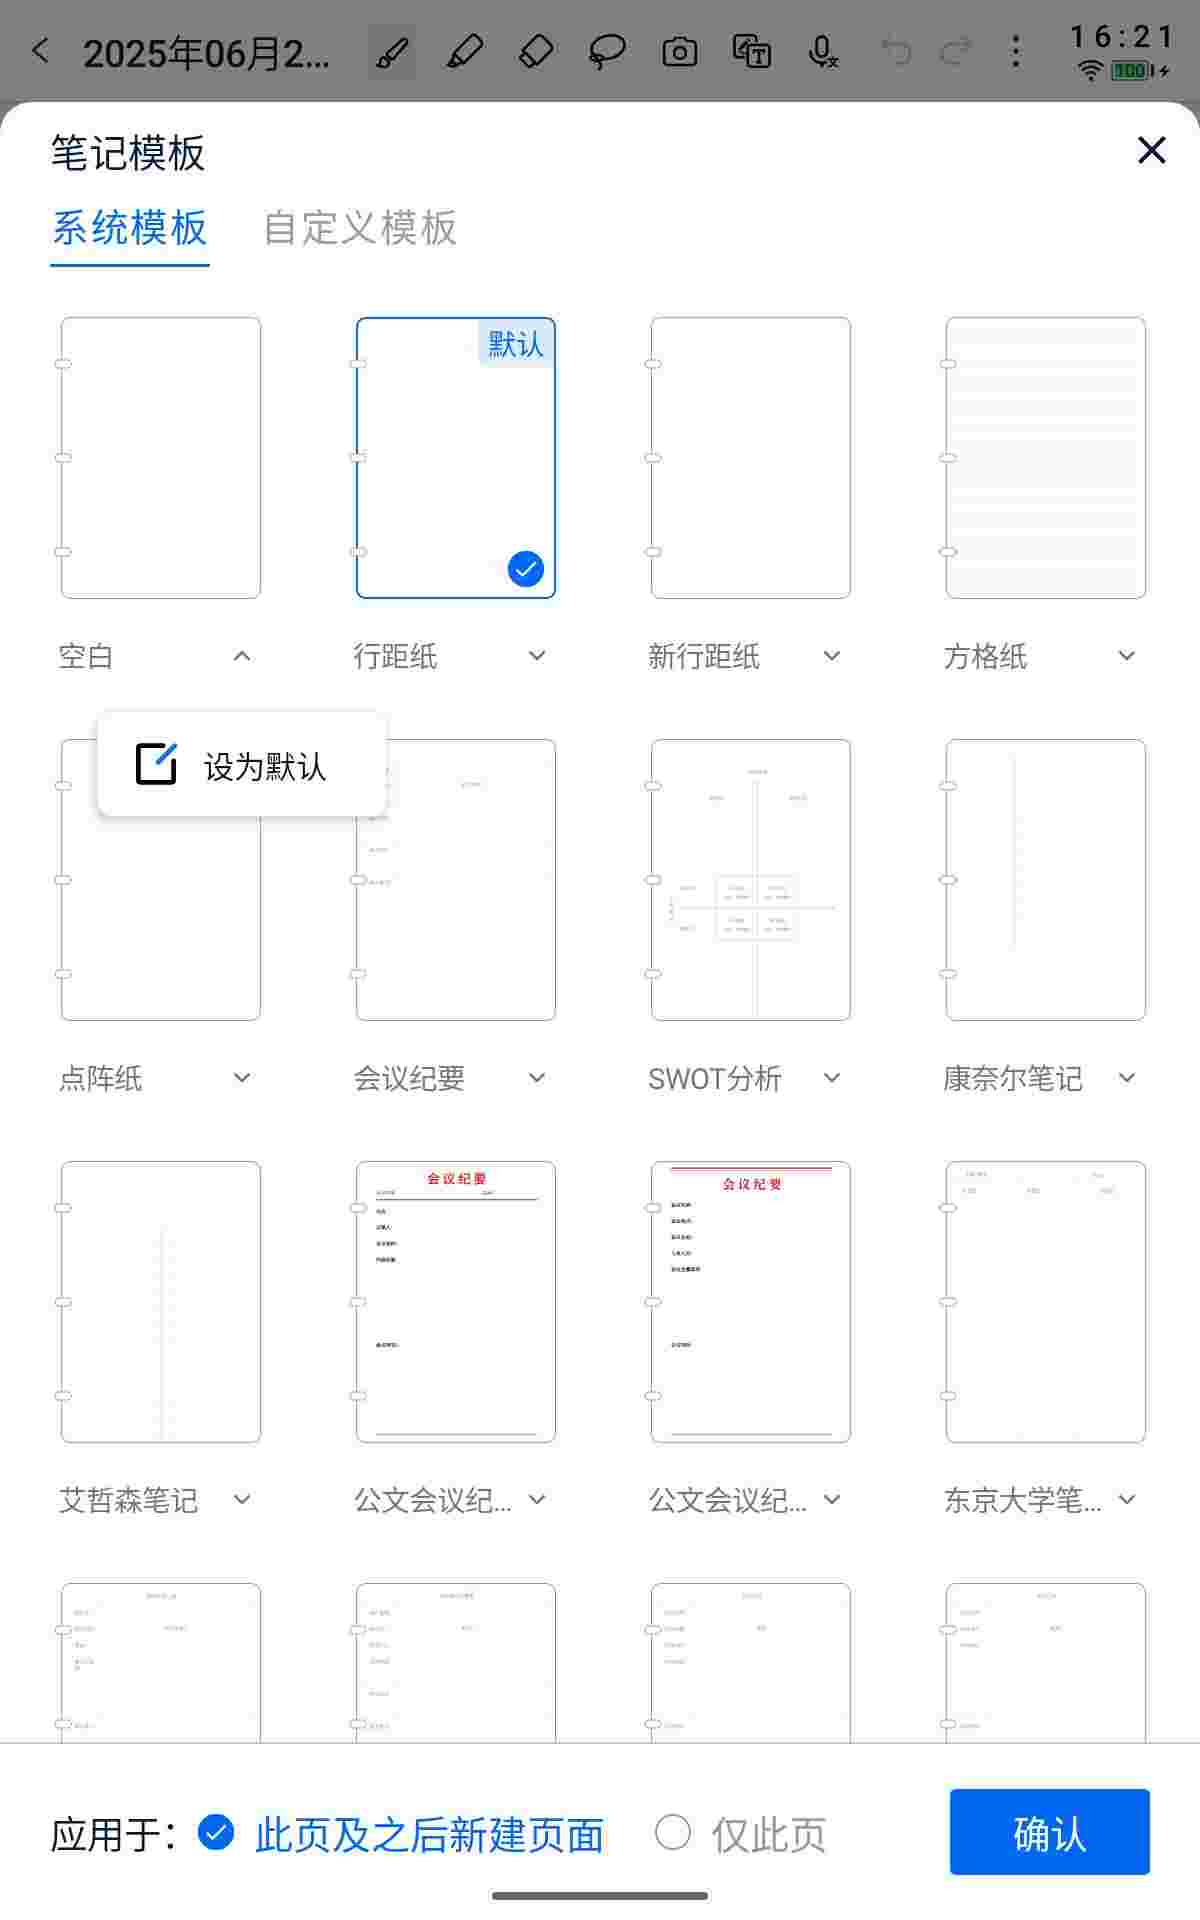 2025年06月2...
16:21
100
笔记模板
系统模板 自定义模板
默认
空白 行距纸 新行距纸 方格纸
设为默认
点阵纸 会议纪要 SWOT分析 康奈尔笔记
会议纪要 会议纪要
艾哲森笔记 公文会议纪... 公文会议纪... 东京大学笔...
应用于： 此页及之后新建页面 仅此页 确认